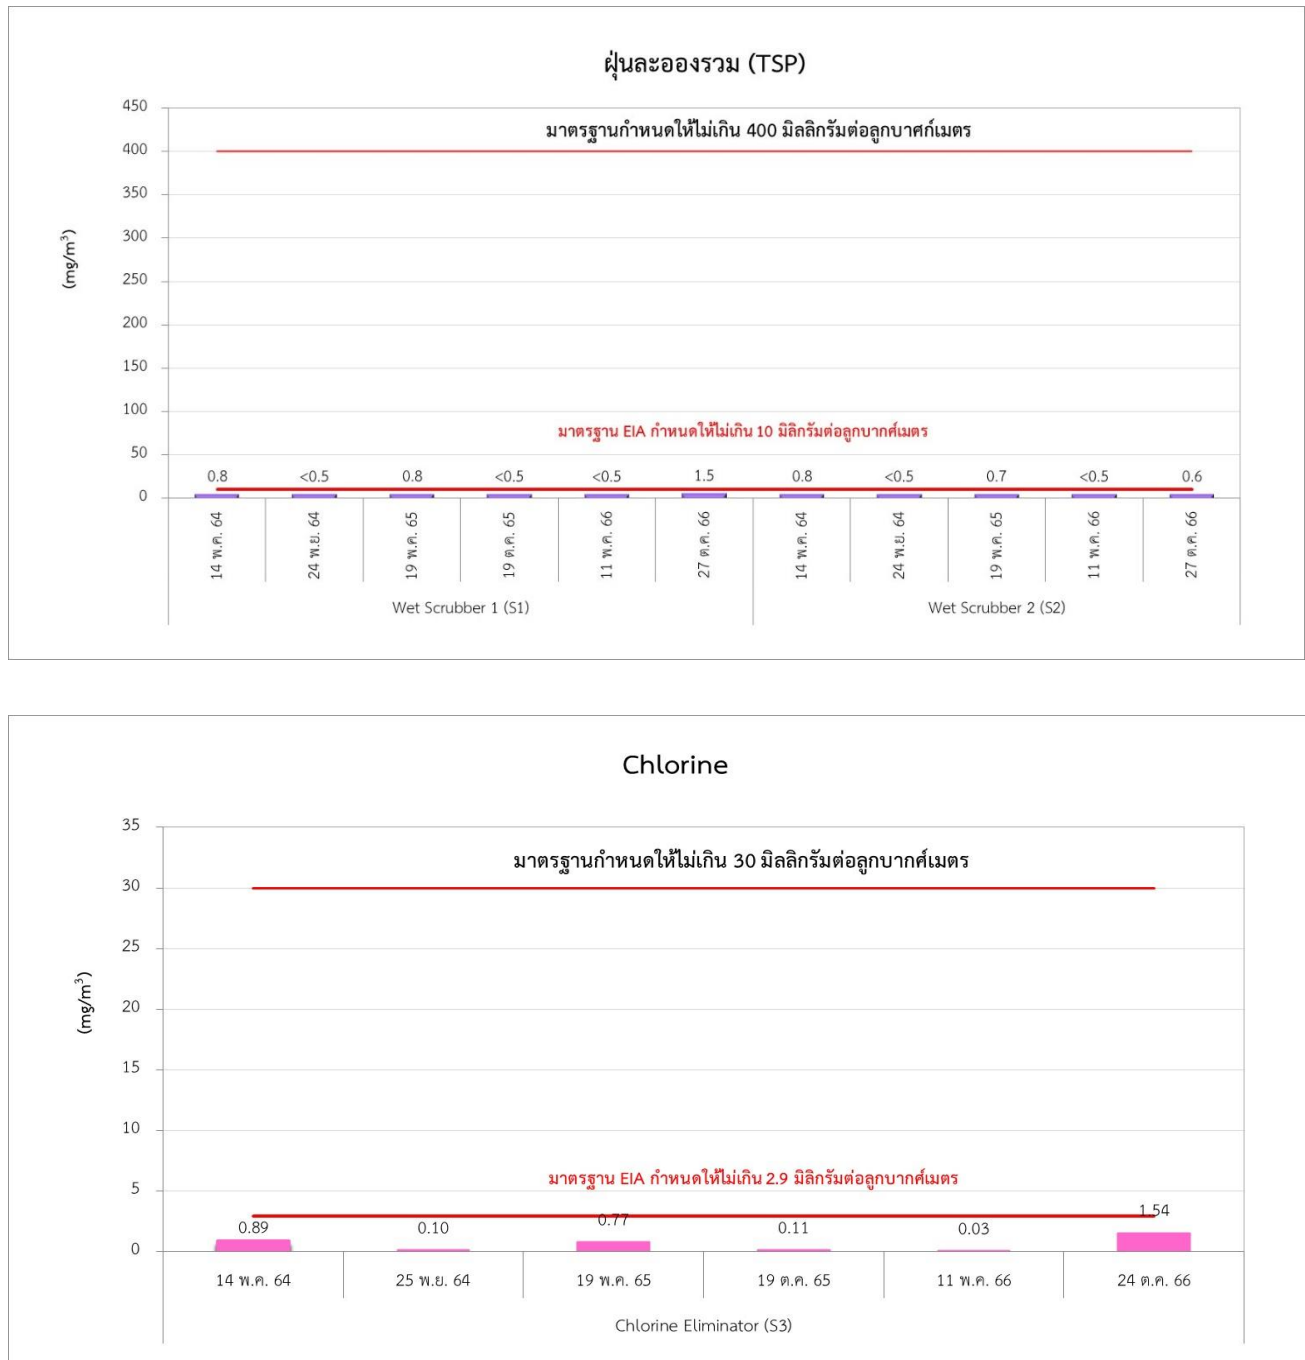 ฝุ่นละอองรวม (TSP)
450
มาตรฐานกำหนดให้ไม่เกิน 400 มิลลิกรัมต่อลูกบาศก์เมตร
400
350
300
(mg/m³)
250
200
150
100
มาตรฐาน EIA กำหนดให้ไม่เกิน 10 มิลิกรัมต่อลูกบากศ์เมตร
50
0.8 <0.5 0.8 <0.5 <0.5 1.5 0.8 <0.5 0.7 <0.5 0.6
0
14 พ.ค. 64 24 พ.ย. 64 19 พ.ค. 65 19 ต.ค. 65 11 พ.ค. 66 27 ต.ค. 66 14 พ.ค. 64 24 พ.ย. 64 19 พ.ค. 65 11 พ.ค. 66 27 ต.ค. 66
Wet Scrubber 1 (S1) Wet Scrubber 2 (S2)
Chlorine
35
มาตรฐานกำหนดให้ไม่เกิน 30 มิลลิกรัมต่อลูกบากศ์เมตร
30
25
(mg/m³)
20
15
10
มาตรฐาน EIA กำหนดให้ไม่เกิน 2.9 มิลิกรัมต่อลูกบากศ์เมตร
5
0.89 0.10 0.77 0.11 0.03 1.54
0
14 พ.ค. 64 25 พ.ย. 64 19 พ.ค. 65 19 ต.ค. 65 11 พ.ค. 66 24 ต.ค. 66
Chlorine Eliminator (S3)